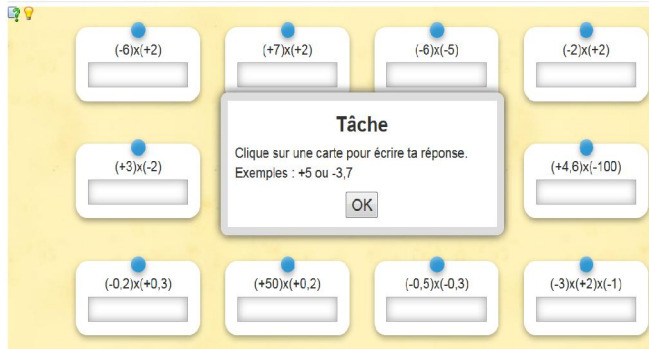 (-6)x(+2) (+7)x(+2) (-6)x(-5) (-2)x(+2)
Tâche
Clique sur une carte pour écrire ta réponse.
Exemples : +5 ou -3,7
OK
(+3)x(-2) (+4,6)x(-100)
(-0,2)x(+0,3) (+50)x(+0,2) (-0,5)x(-0,3) (-3)x(+2)x(-1)